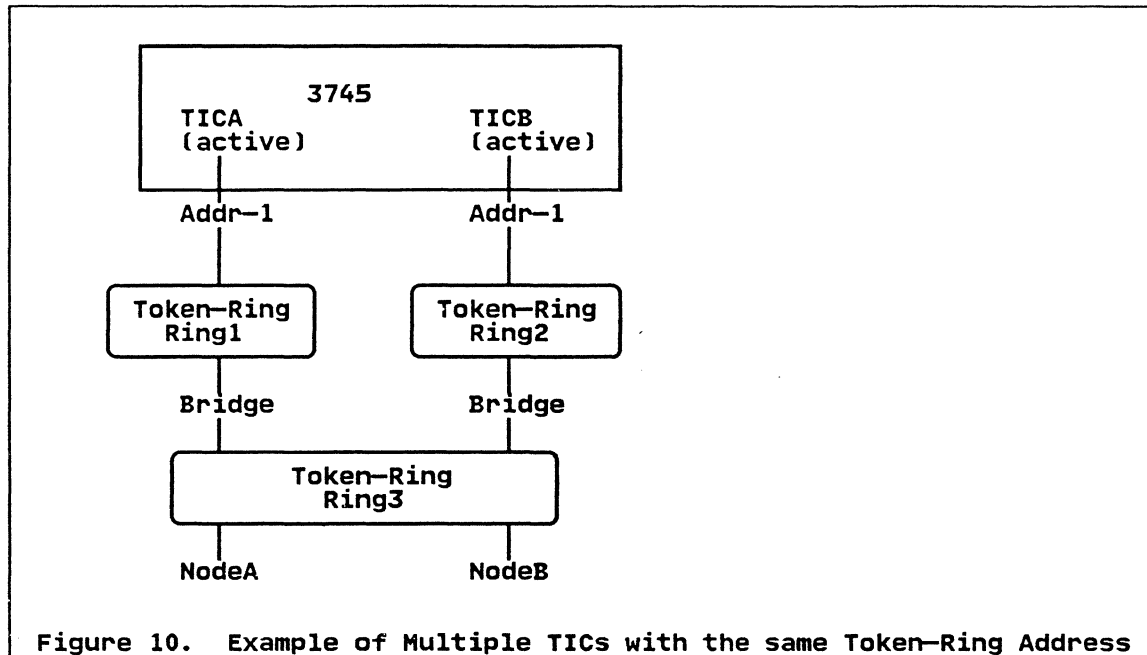 3745
TICA TICB
(active) (active)
Addr-1 Addr-1
Token-Ring Token-Ring
Ring1 Ring2
Bridge Bridge
Token-Ring
Ring3
NodeA NodeB
Figure 10. Example of Multiple TICs with the same Token-Ring Address